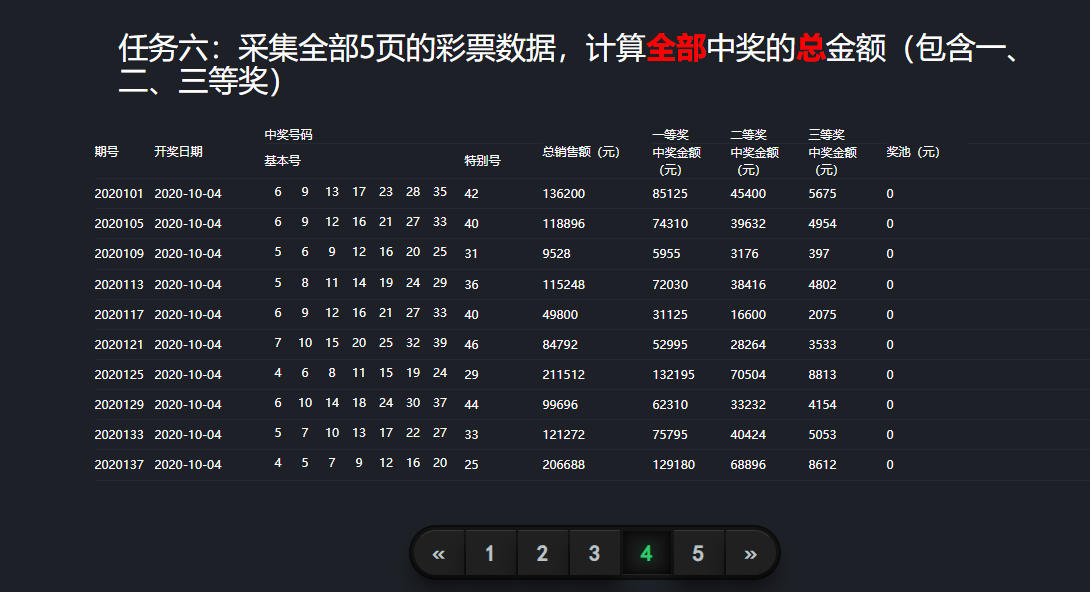 任务六：采集全部5页的彩票数据，计算全部中奖的总金额（包含一、
二、三等奖）
期号 开奖日期 中奖号码 总销售额（元） 一等奖 二等奖 三等奖 奖池（元）
基本号 特别号 中奖金额 中奖金额 中奖金额
（元） （元） （元）
2020101 2020-10-04 6 9 13 17 23 28 35 42 136200 85125 45400 5675 0
2020105 2020-10-04 6 9 12 16 21 27 33 40 118896 74310 39632 4954 0
2020109 2020-10-04 5 6 9 12 16 20 25 31 9528 5955 3176 397 0
2020113 2020-10-04 5 8 11 14 19 24 29 36 115248 72030 38416 4802 0
2020117 2020-10-04 6 9 12 16 21 27 33 40 49800 31125 16600 2075 0
2020121 2020-10-04 7 10 15 20 25 32 39 46 84792 52995 28264 3533 0
2020125 2020-10-04 4 6 8 11 15 19 24 29 211512 132195 70504 8813 0
2020129 2020-10-04 6 10 14 18 24 30 37 44 99696 62310 33232 4154 0
2020133 2020-10-04 5 7 10 13 17 22 27 33 121272 75795 40424 5053 0
2020137 2020-10-04 4 5 7 9 12 16 20 25 206688 129180 68896 8612 0
« 1 2 3 4 5 »